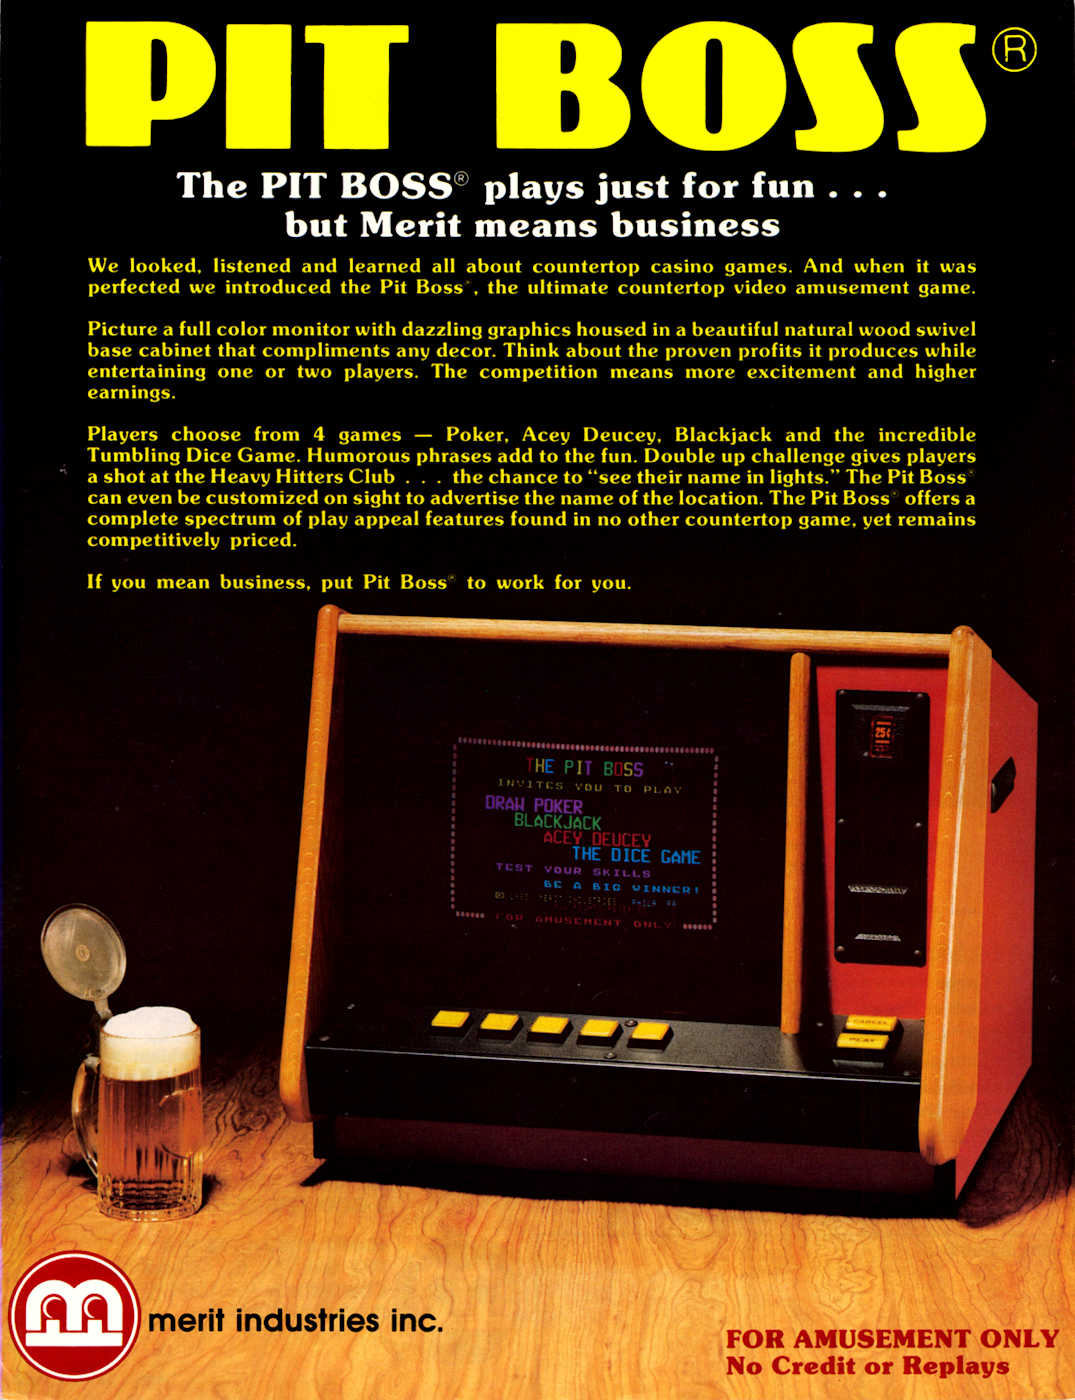 PIT BOSS®
The PIT BOSS® plays just for fun . . .
but Merit means business
We looked, listened and learned all about countertop casino games. And when it was
perfected we introduced the Pit Boss®, the ultimate countertop video amusement game.
Picture a full color monitor with dazzling graphics housed in a beautiful natural wood swivel
base cabinet that compliments any decor. Think about the proven profits it produces while
entertaining one or two players. The competition means more excitement and higher
earnings.
Players choose from 4 games — Poker, Acey Deucey, Blackjack and the incredible
Tumbling Dice Game. Humorous phrases add to the fun. Double up challenge gives players
a shot at the Heavy Hitters Club . . . the chance to “see their name in lights.” The Pit Boss®
can even be customized on sight to advertise the name of the location. The Pit Boss® offers a
complete spectrum of play appeal features found in no other countertop game, yet remains
competitively priced.
If you mean business, put Pit Boss® to work for you.
25¢
THE PIT BOSS
INVITES YOU TO PLAY
DRAW POKER
BLACKJACK
ACEY DEUCEY
THE DICE GAME
TEST YOUR SKILLS
BE A BIG WINNER!
© MERIT INDUSTRIES PHILA PA
FOR AMUSEMENT ONLY
CANCEL
PLAY
merit industries inc.
FOR AMUSEMENT ONLY
No Credit or Replays